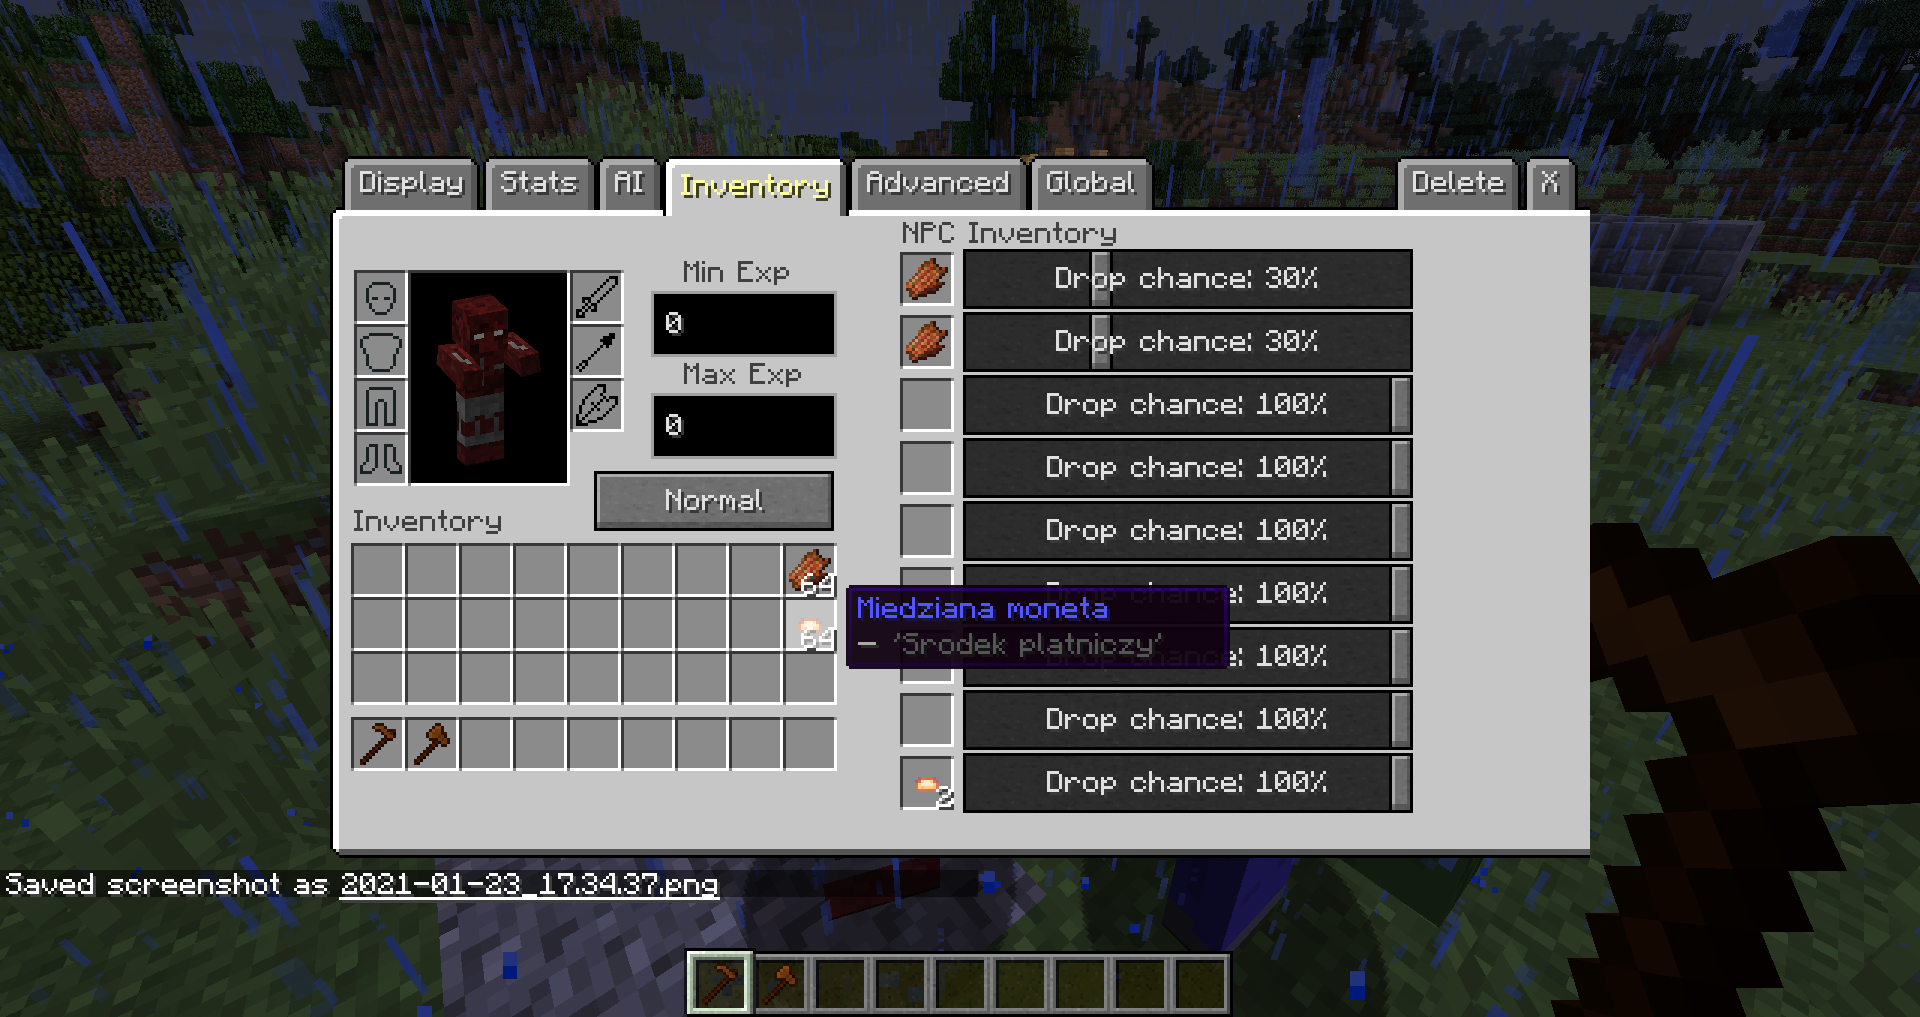 Display Stats AI Inventory Advanced Global Delete X
NPC Inventory
Min Exp
0
Max Exp
0
Normal
Inventory
64
64
Drop chance: 30%
Drop chance: 30%
Drop chance: 100%
Drop chance: 100%
Drop chance: 100%
100%
100%
Drop chance: 100%
Drop chance: 100%
2
Miedziana moneta
– 'Srodek platniczy'
Saved screenshot as 2021-01-23_17.34.37.png